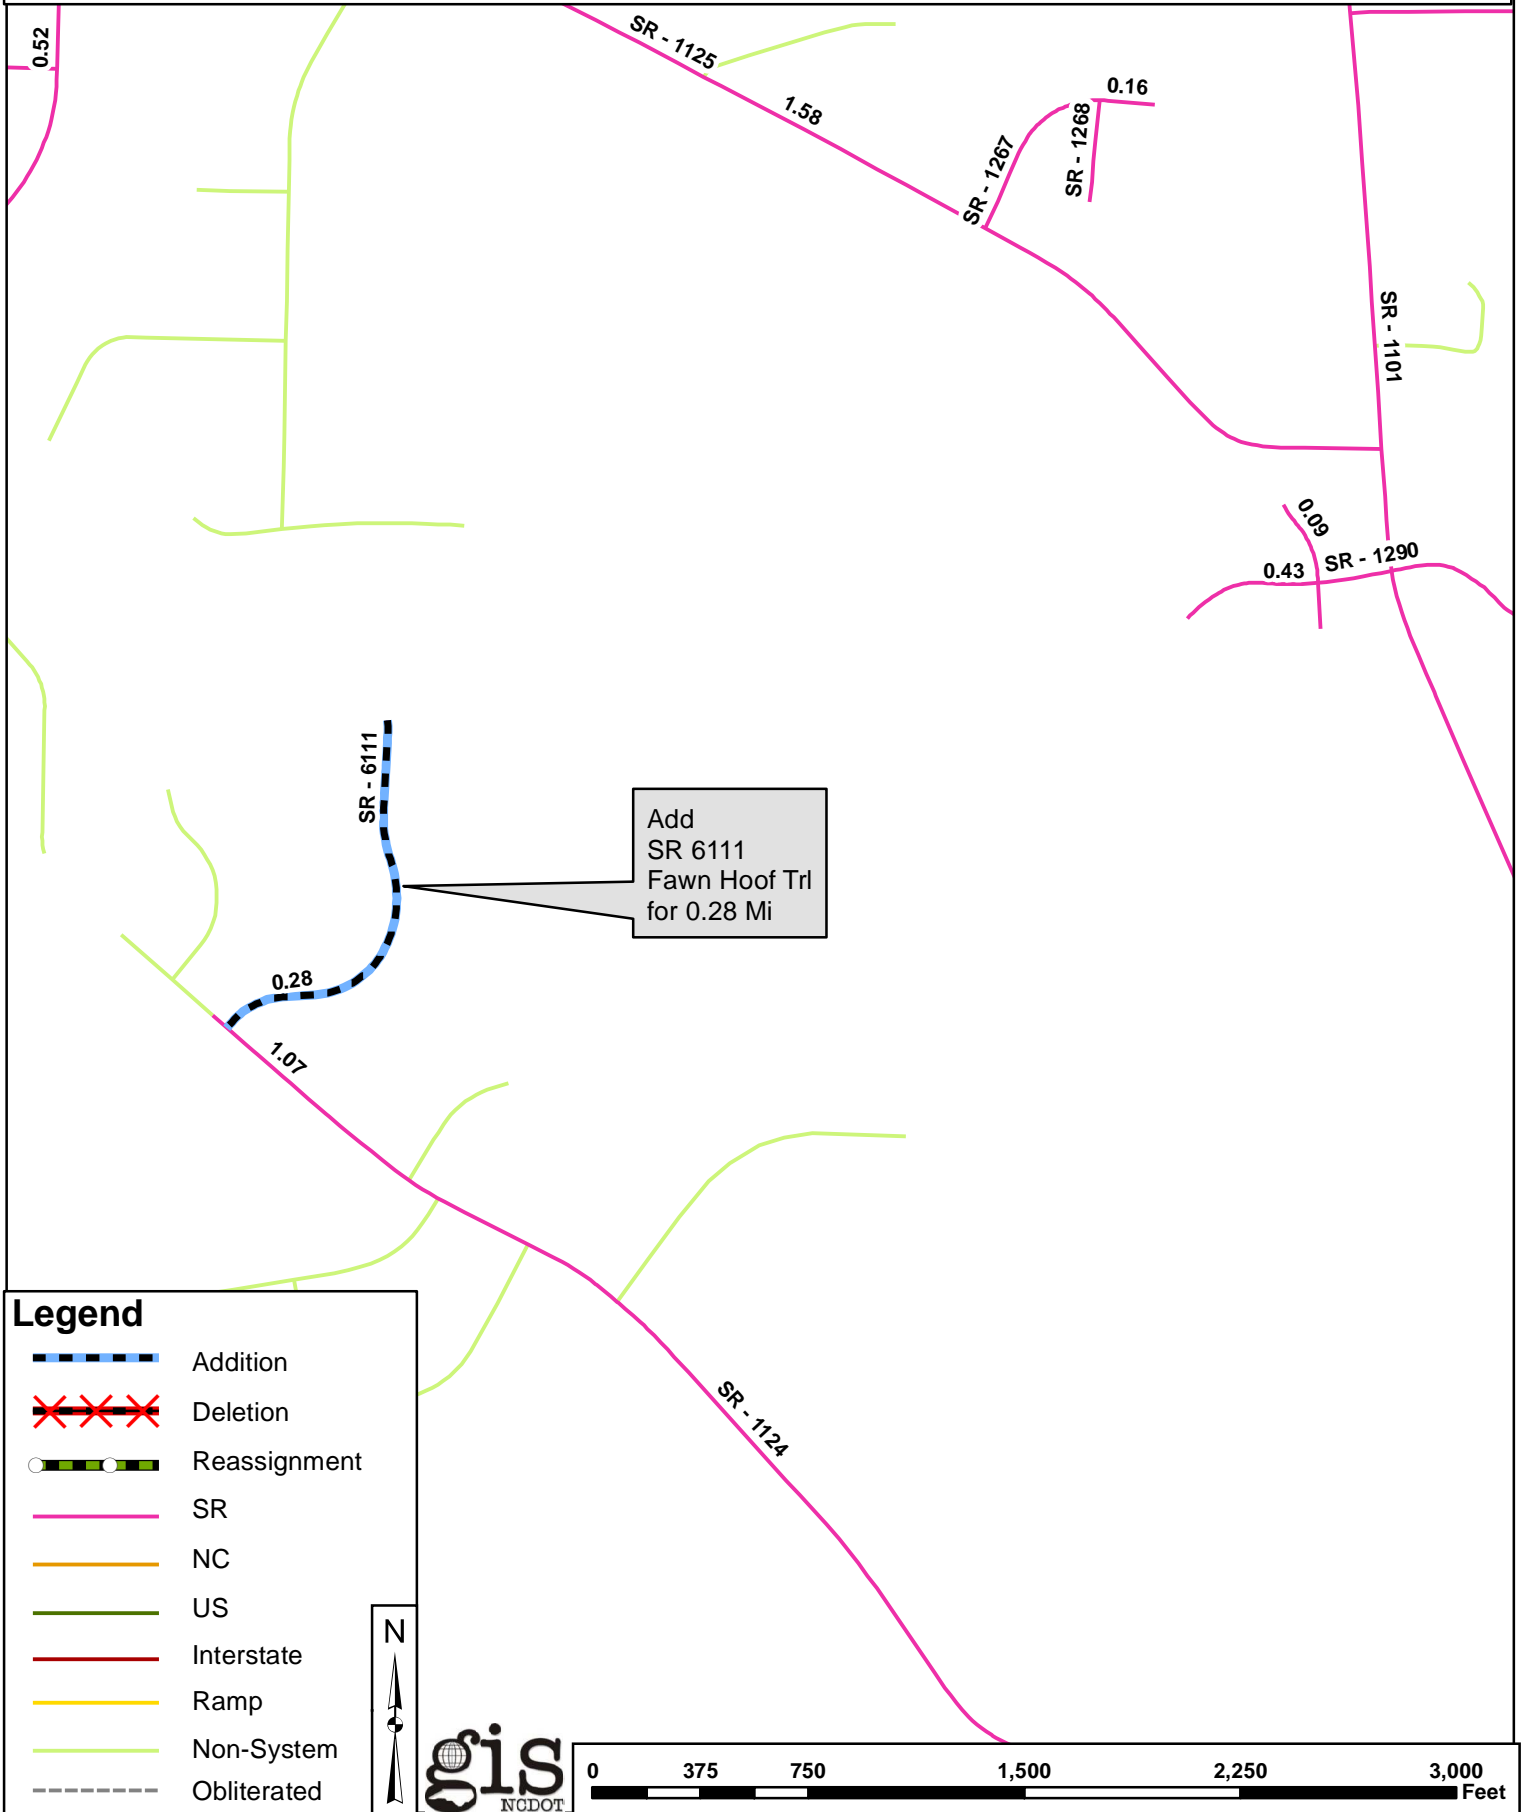 0.52
SR - 1125
1.58
0.16
SR - 1268
SR - 1267
SR - 1101
0.09
SR - 1290
0.43
SR - 6111
Add
SR 6111
Fawn Hoof Trl
for 0.28 Mi
0.28
1.07
SR - 1124
Legend
Addition
Deletion
Reassignment
SR
NC
US
Interstate
Ramp
Non-System
Obliterated
N
gis
NCDOT
0 375 750 1,500 2,250 3,000
Feet